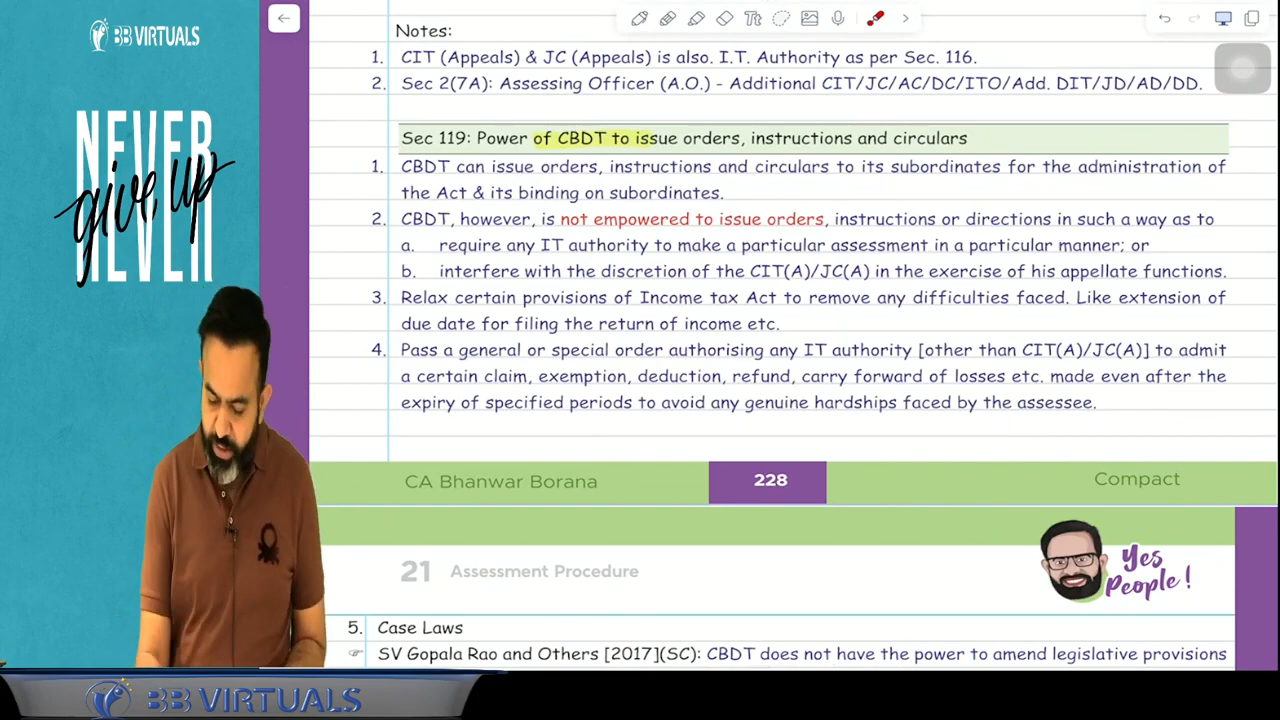 BB VIRTUALS
NEVER
give up
NEVER
Notes:
1. CIT (Appeals) & JC (Appeals) is also. I.T. Authority as per Sec. 116.
2. Sec 2(7A): Assessing Officer (A.O.) - Additional CIT/JC/AC/DC/ITO/Add. DIT/JD/AD/DD.
Sec 119: Power of CBDT to issue orders, instructions and circulars
1. CBDT can issue orders, instructions and circulars to its subordinates for the administration of
the Act & its binding on subordinates.
2. CBDT, however, is not empowered to issue orders, instructions or directions in such a way as to
a. require any IT authority to make a particular assessment in a particular manner; or
b. interfere with the discretion of the CIT(A)/JC(A) in the exercise of his appellate functions.
3. Relax certain provisions of Income tax Act to remove any difficulties faced. Like extension of
due date for filing the return of income etc.
4. Pass a general or special order authorising any IT authority [other than CIT(A)/JC(A)] to admit
a certain claim, exemption, deduction, refund, carry forward of losses etc. made even after the
expiry of specified periods to avoid any genuine hardships faced by the assessee.
CA Bhanwar Borana 228 Compact
21 Assessment Procedure
Yes
People!
5. Case Laws
☞ SV Gopala Rao and Others [2017](SC): CBDT does not have the power to amend legislative provisions
BB VIRTUALS